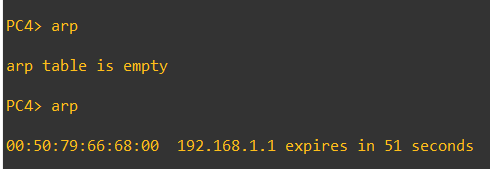 PC4> arp
arp table is empty
PC4> arp
00:50:79:66:68:00  192.168.1.1 expires in 51 seconds